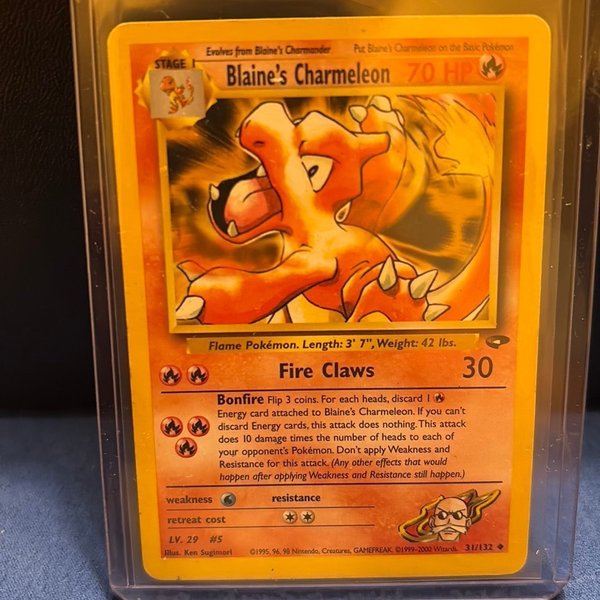 Evolves from Blaine's Charmander Put Blaine's Charmeleon on the Basic Pokémon
STAGE 1
Blaine's Charmeleon 70 HP
Flame Pokémon. Length: 3' 7", Weight: 42 lbs.
Fire Claws 30
Bonfire Flip 3 coins. For each heads, discard 1
Energy card attached to Blaine's Charmeleon. If you can't
discard Energy cards, this attack does nothing. This attack
does 10 damage times the number of heads to each of
your opponent's Pokémon. Don't apply Weakness and
Resistance for this attack. (Any other effects that would
happen after applying Weakness and Resistance still happen.)
weakness resistance
retreat cost
LV. 29 #5
Illus. Ken Sugimori ©1995, 96, 98 Nintendo, Creatures, GAMEFREAK. ©1999-2000 Wizards. 31/132